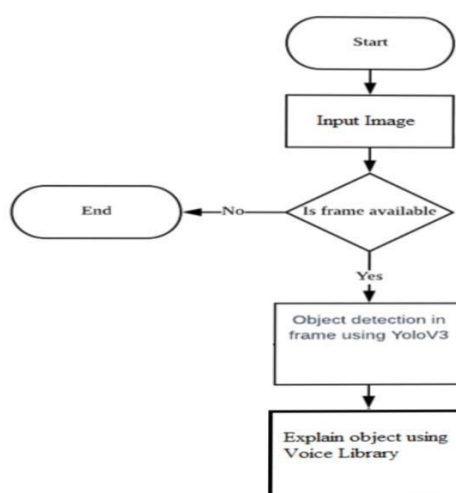 Start
Input Image
Is frame available
End
No
Yes
Object detection in
frame using YoloV3
Explain object using
Voice Library